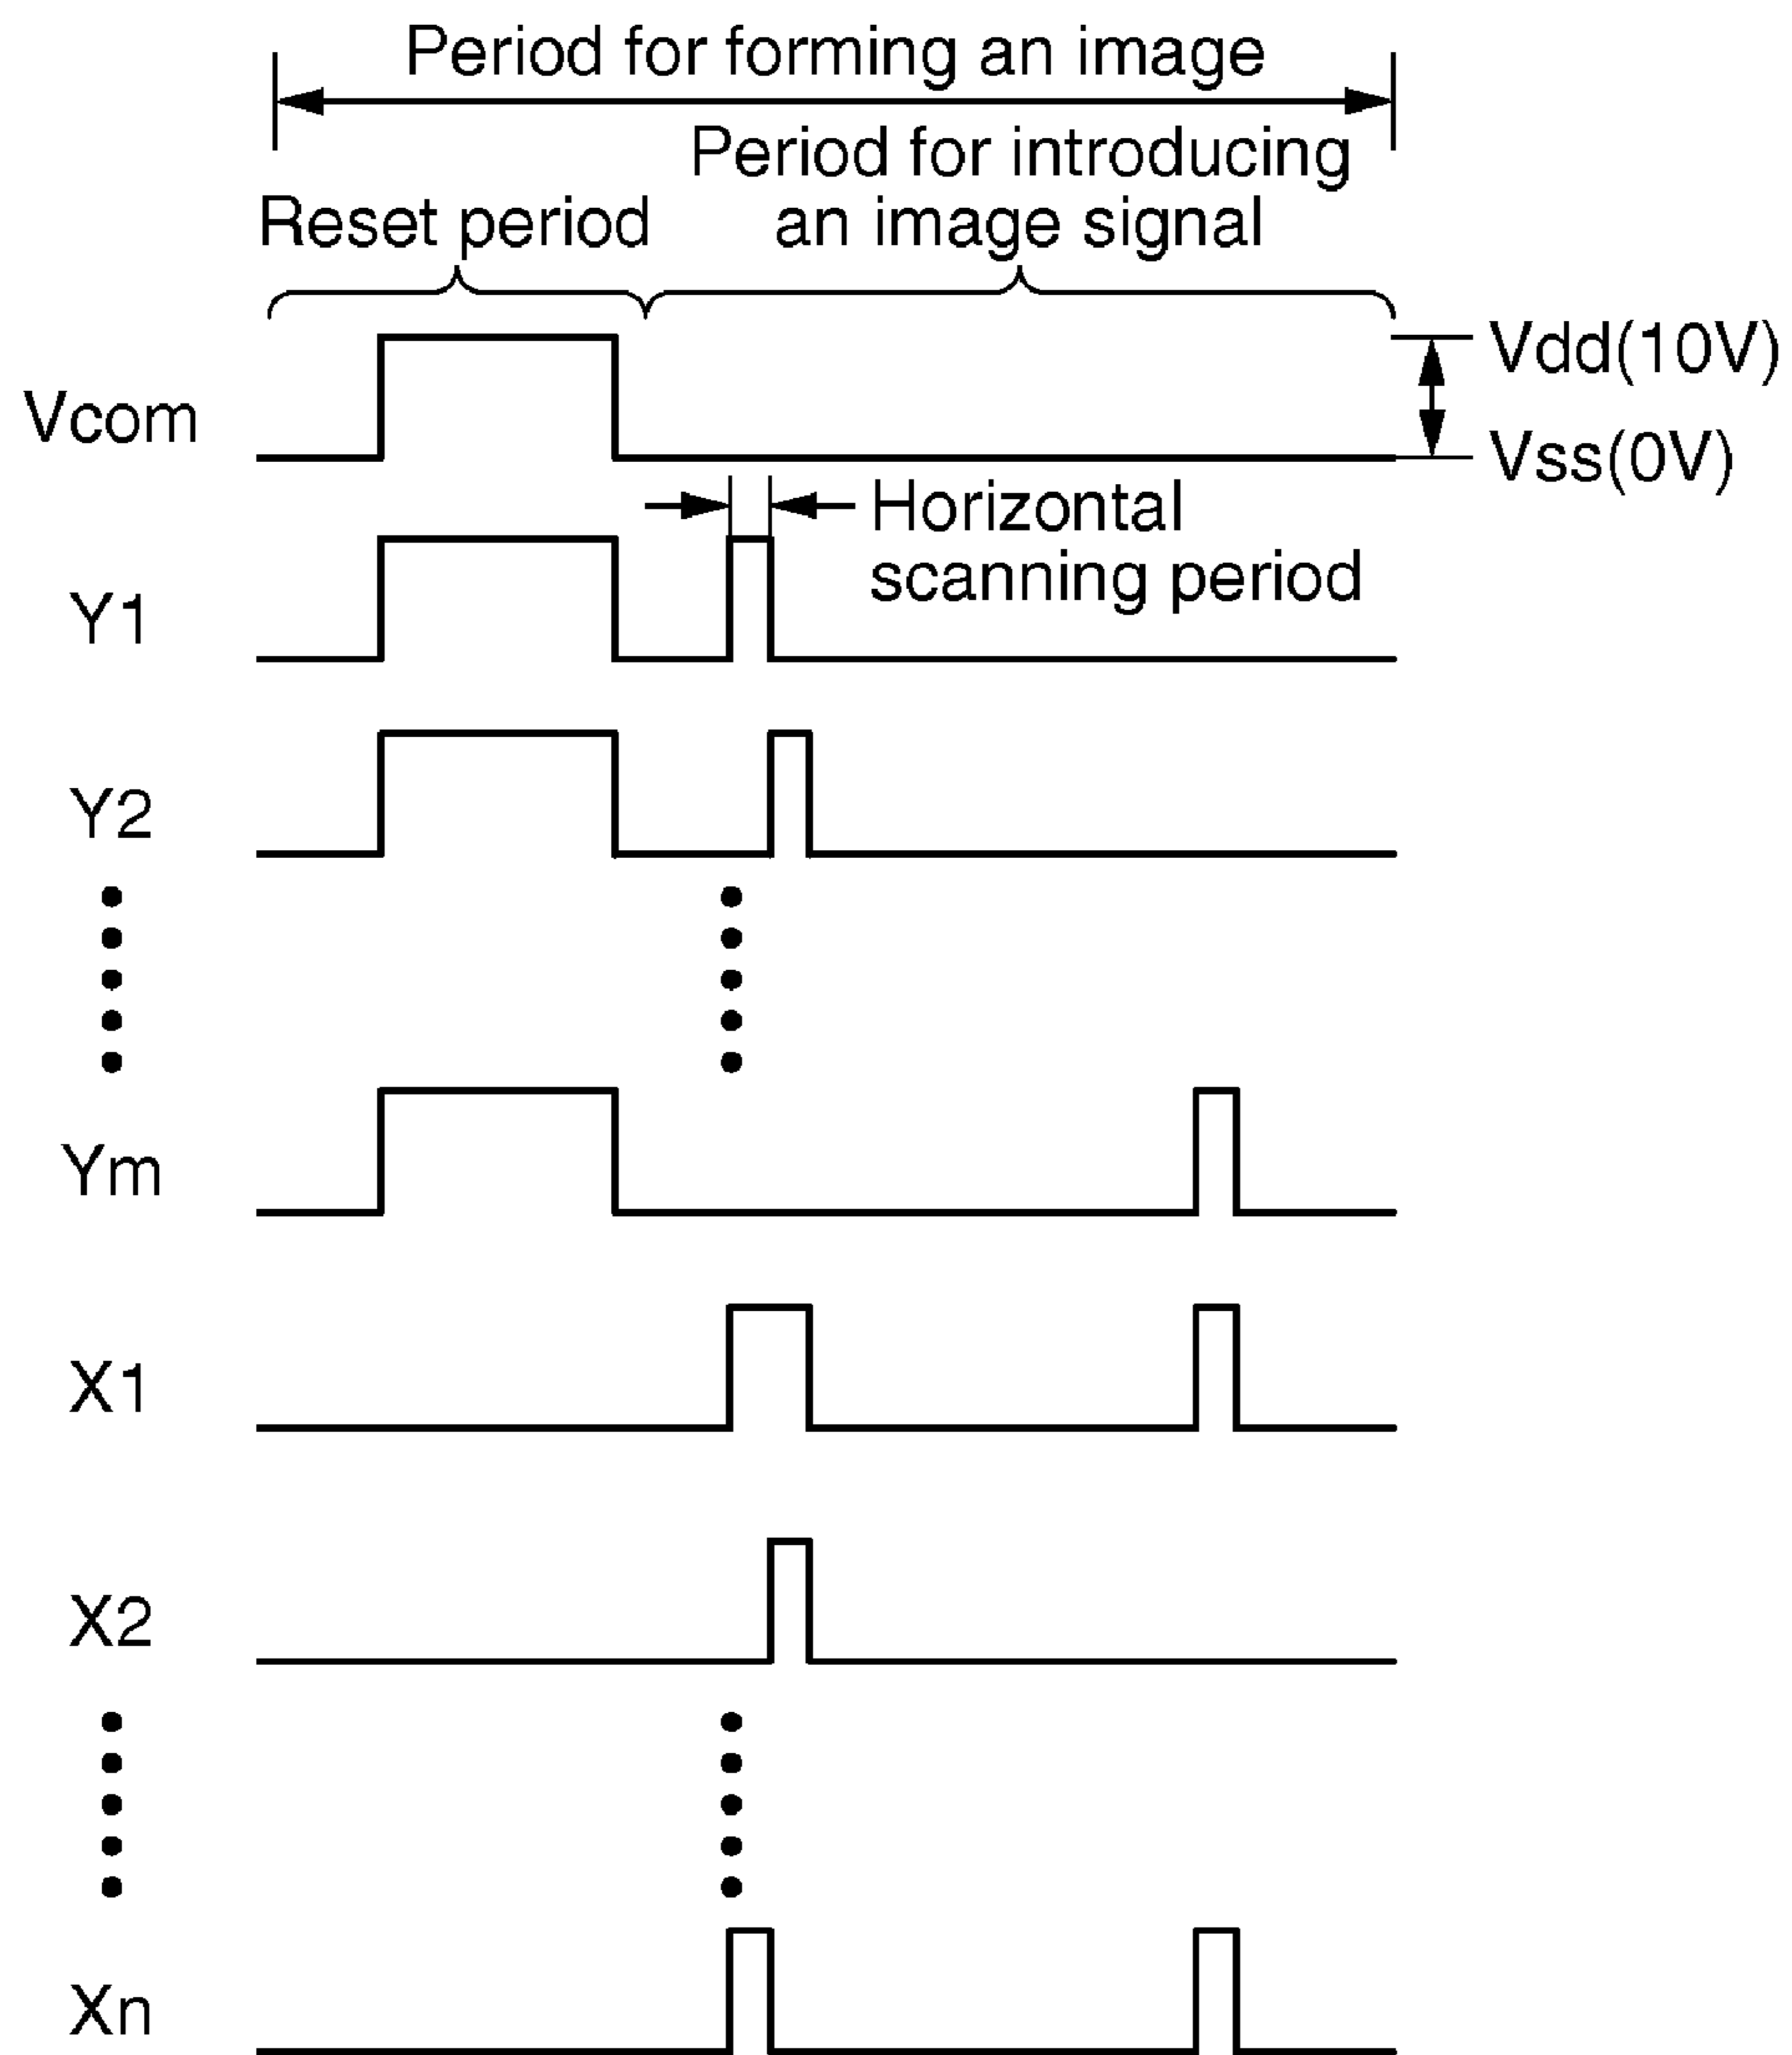 Period for forming an image
Period for introducing
Reset period an image signal
Vdd(10V)
Vcom
Vss(0V)
Horizontal
scanning period
Y1
Y2
Ym
X1
X2
Xn